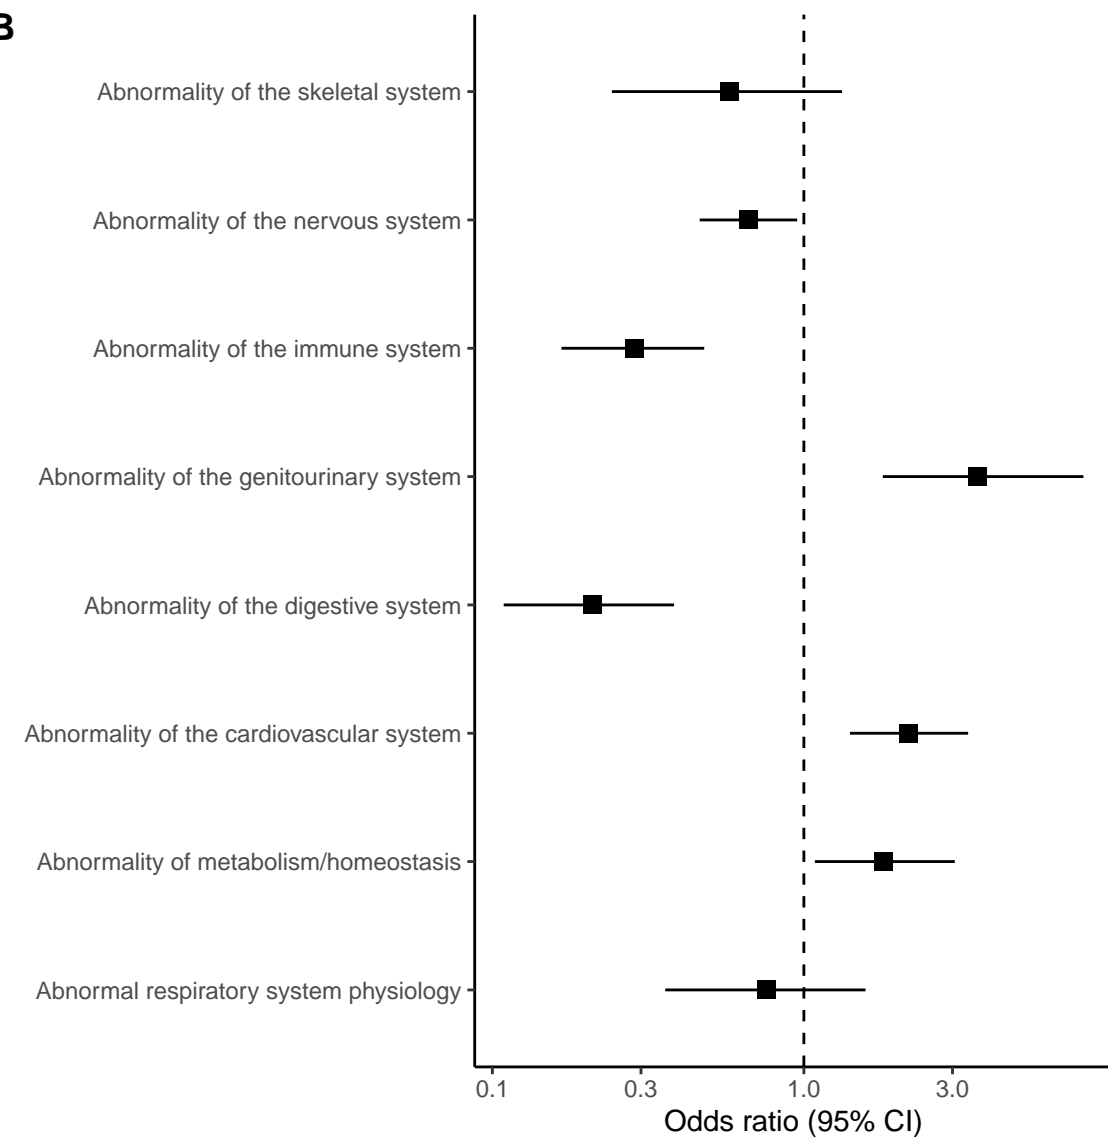 B
Abnormality of the skeletal system
Abnormality of the nervous system
Abnormality of the immune system
Abnormality of the genitourinary system
Abnormality of the digestive system
Abnormality of the cardiovascular system
Abnormality of metabolism/homeostasis
Abnormal respiratory system physiology
0.1 0.3 1.0 3.0
Odds ratio (95% CI)